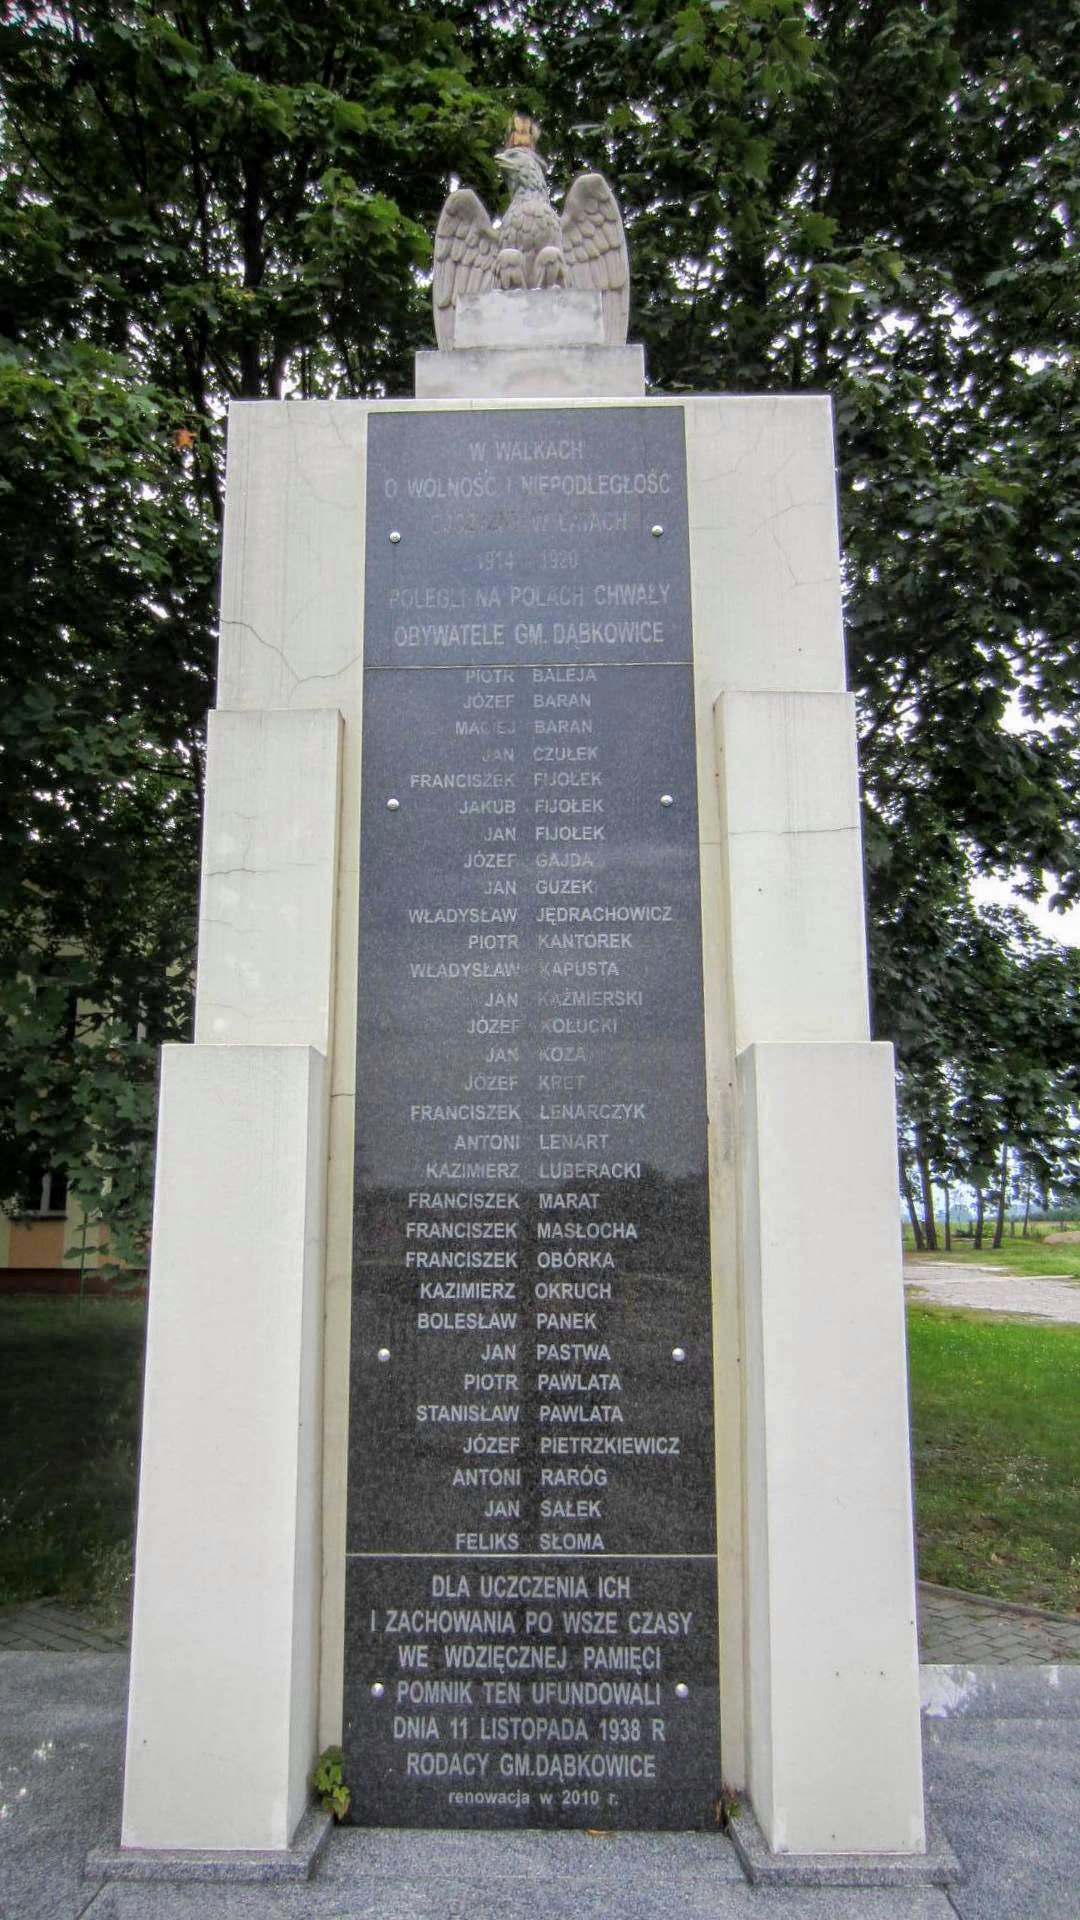 W WALKACH
O WOLNOŚĆ I NIEPODLEGŁOŚĆ
W LATACH
1914 - 1920
POLEGLI NA POLACH CHWAŁY
OBYWATELE GM. DĄBKOWICE
PIOTR BALEJA
JÓZEF BARAN
MACIEJ BARAN
JAN CZUŁEK
FRANCISZEK FIJOŁEK
JAKUB FIJOŁEK
JAN FIJOŁEK
JÓZEF GAJDA
JAN GUZEK
WŁADYSŁAW JĘDRACHOWICZ
PIOTR KANTOREK
WŁADYSŁAW KAPUSTA
JAN KAŹMIERSKI
JÓZEF KOŁUCKI
JAN KOZA
JÓZEF KRET
FRANCISZEK LENARCZYK
ANTONI LENART
KAZIMIERZ LUBERACKI
FRANCISZEK MARAT
FRANCISZEK MASŁOCHA
FRANCISZEK OBÓRKA
KAZIMIERZ OKRUCH
BOLESŁAW PANEK
JAN PASTWA
PIOTR PAWLATA
STANISŁAW PAWLATA
JÓZEF PIETRZKIEWICZ
ANTONI RARÓG
JAN SAŁEK
FELIKS SŁOMA
DLA UCZCZENIA ICH
I ZACHOWANIA PO WSZE CZASY
WE WDZIĘCZNEJ PAMIĘCI
POMNIK TEN UFUNDOWALI
DNIA 11 LISTOPADA 1938 R
RODACY GM.DĄBKOWICE
renowacja w 2010 r.